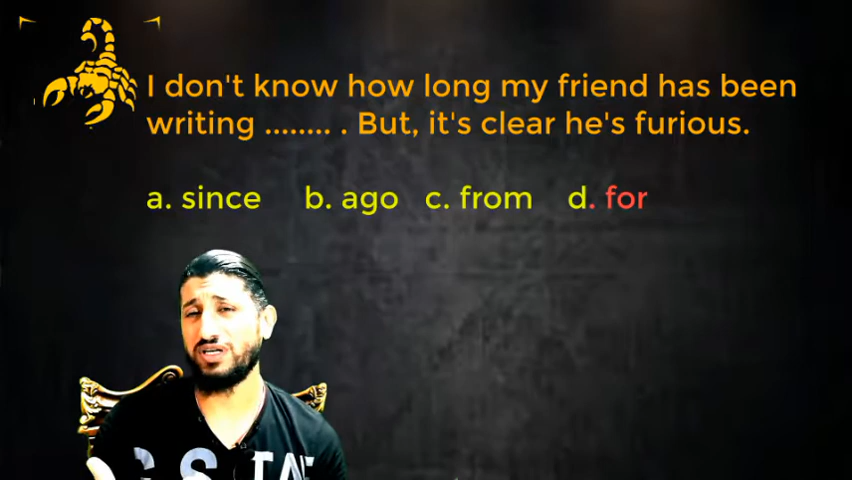 I don't know how long my friend has been
writing ........ . But, it's clear he's furious.
a. since b. ago c. from d. for